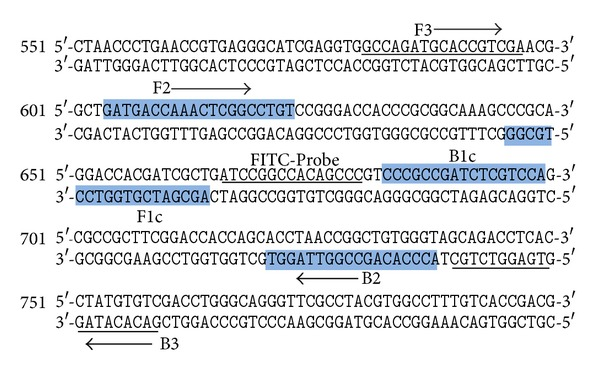 F3
551 5′-CTAACCCTGAACCGTGAGGGCATCGAGGTGGCCAGATGCACCGTCGAACG-3′
3′-GATTGGGACTTGGCACTCCCGTAGCTCCACCGGTCTACGTGGCAGCTTGC-5′
F2
601 5′-GCTGATGACCAAACTCGGCCTGTCCGGGACCACCCGCGGCAAAGCCCGCA-3′
3′-CGACTACTGGTTTGAGCCGGACAGGCCCTGGTGGGCGCCGTTTCGGGCGT-5′
FITC-Probe B1c
651 5′-GGACCACGATCGCTGATCCGGCCACAGCCCGTCCCGCCGATCTCGTCCAG-3′
3′-CCTGGTGCTAGCGACTAGGCCGGTGTCGGGCAGGGCGGCTAGAGCAGGTC-5′
F1c
701 5′-CGCCGCTTCGGACCACCAGCACCTAACCGGCTGTGGGTAGCAGACCTCAC-3′
3′-GCGGCGAAGCCTGGTGGTCGTGGATTGGCCGACACCCATCGTCTGGAGTG-5′
B2
751 5′-CTATGTGTCGACCTGGGCAGGGTTCGCCTACGTGGCCTTTGTCACCGACG-3′
3′-GATACACAGCTGGACCCGTCCCAAGCGGATGCACCGGAAACAGTGGCTGC-5′
B3